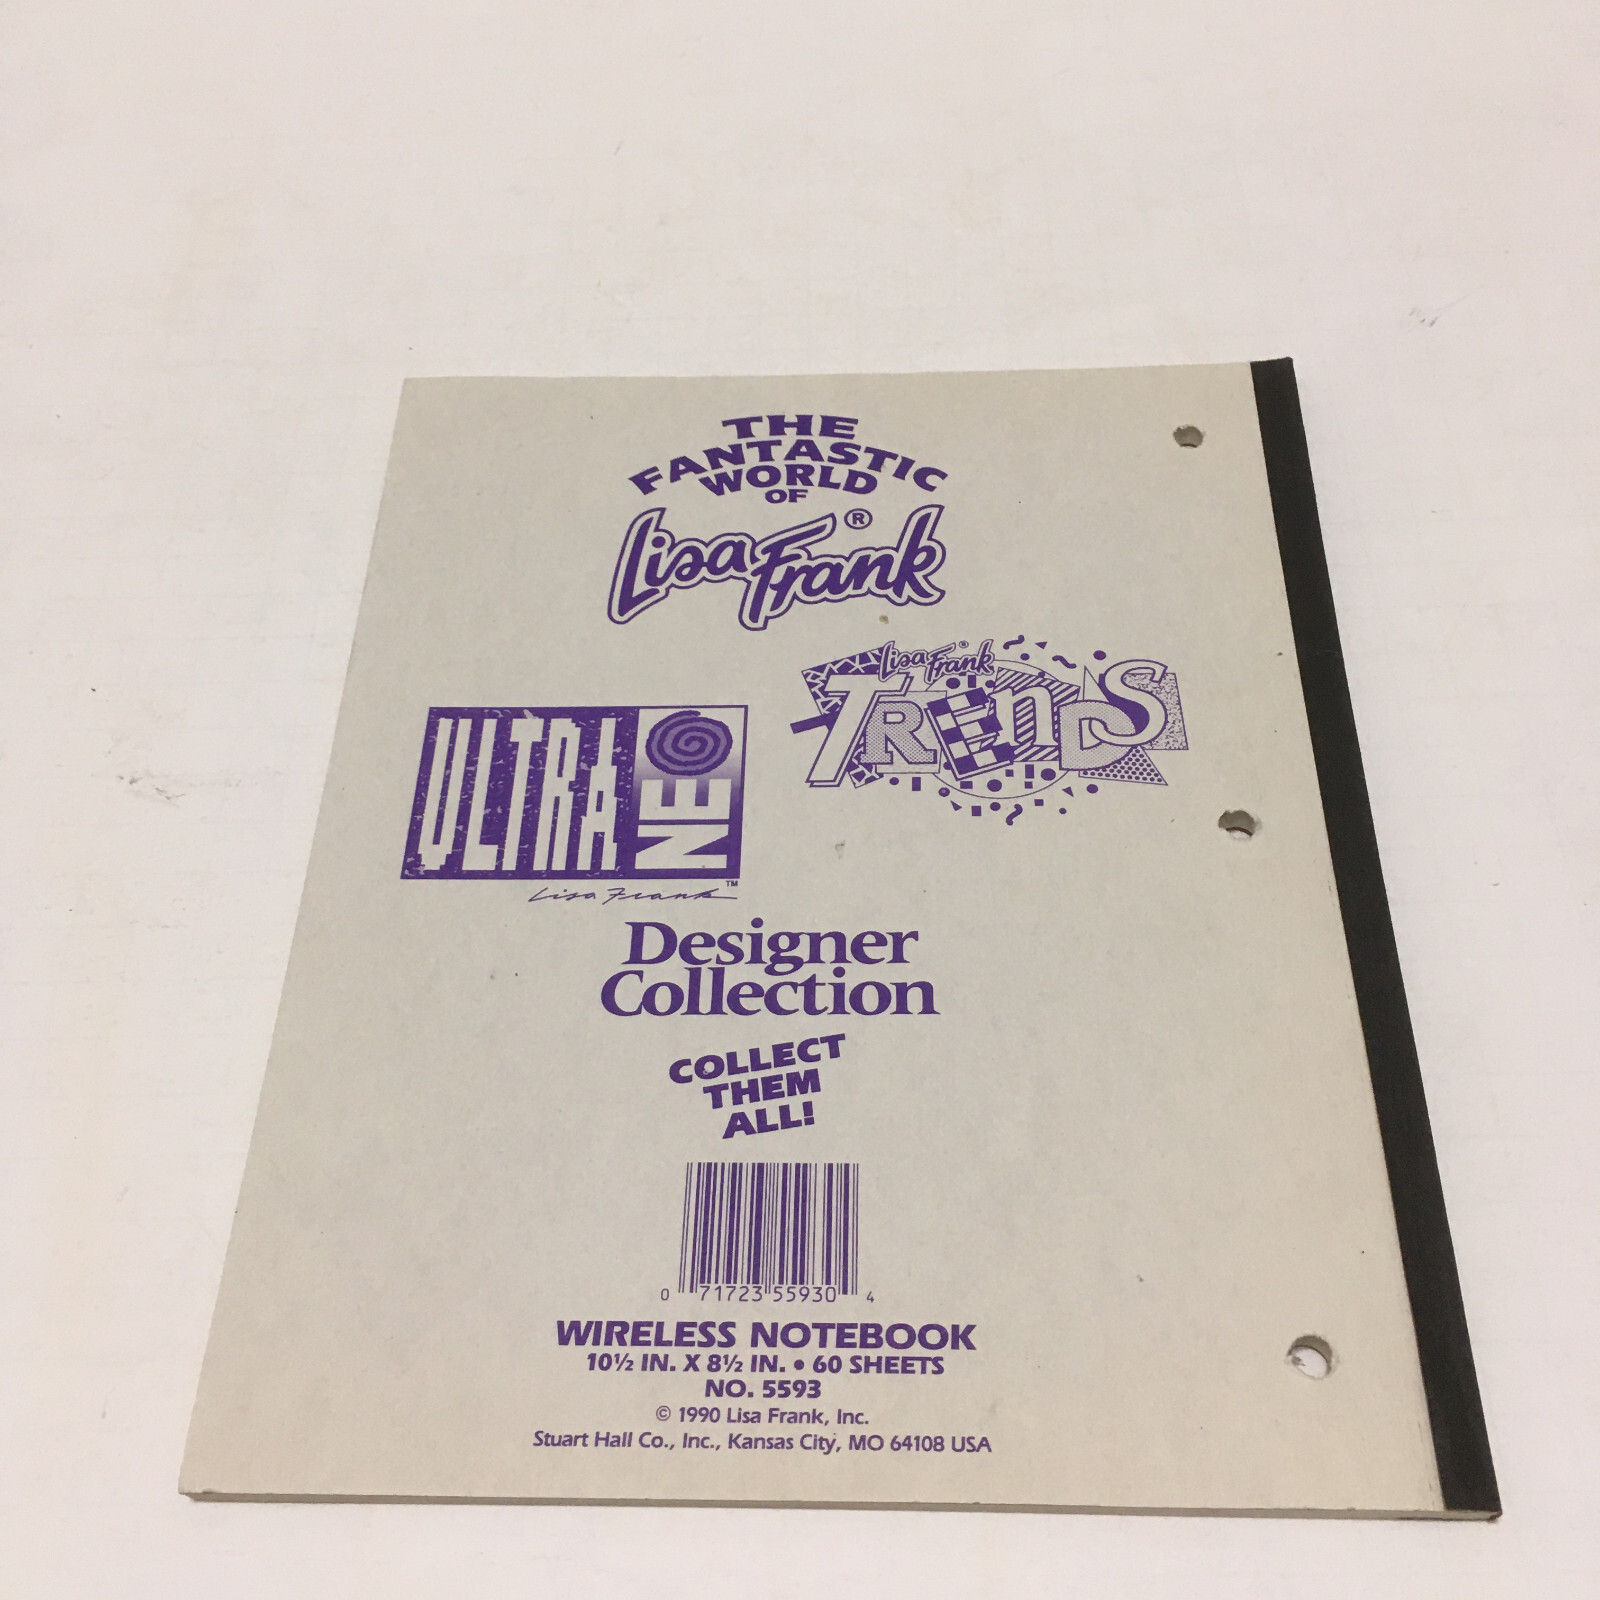 THE
FANTASTIC
WORLD
OF
Lisa Frank®
Lisa Frank®
TRENDS
ULTRA NEO
Lisa Frank™
Designer
Collection
COLLECT
THEM
ALL!
0 71723 55930 4
WIRELESS NOTEBOOK
10½ IN. X 8½ IN. • 60 SHEETS
NO. 5593
© 1990 Lisa Frank, Inc.
Stuart Hall Co., Inc., Kansas City, MO 64108 USA